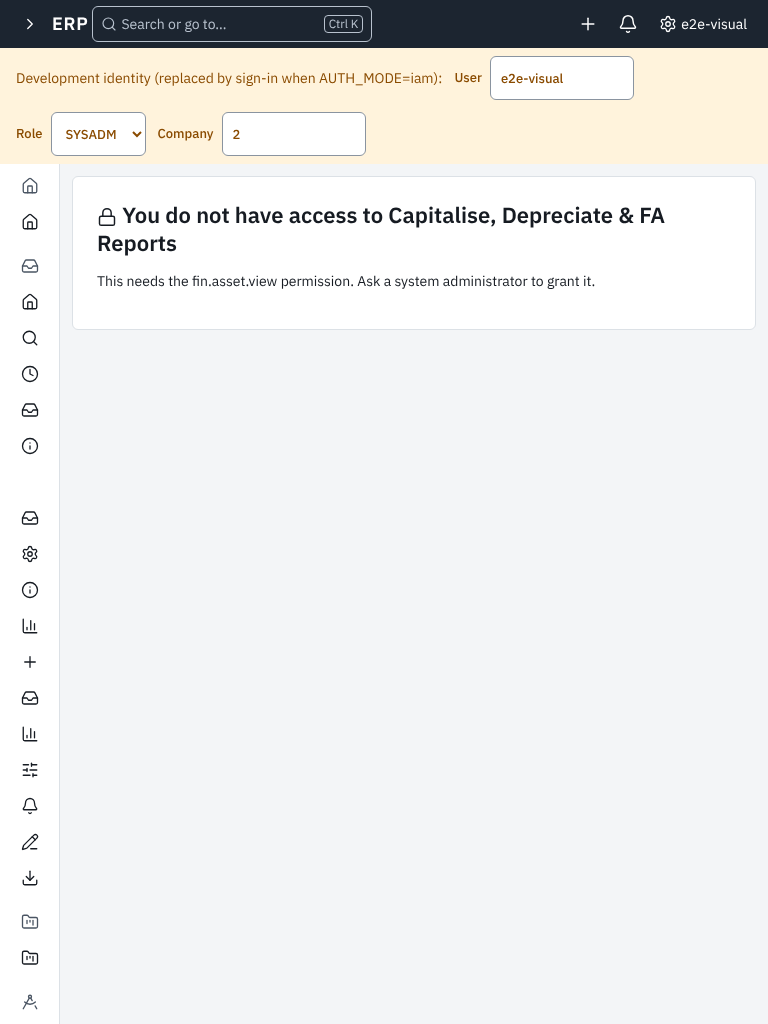 ERP Search or go to... Ctrl K e2e-visual
Development identity (replaced by sign-in when AUTH_MODE=iam): User e2e-visual
Role SYSADM Company 2
You do not have access to Capitalise, Depreciate & FA
Reports
This needs the fin.asset.view permission. Ask a system administrator to grant it.